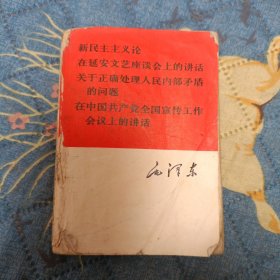 新民主主义论
在延安文艺座谈会上的讲话
关于正确处理人民内部矛盾
的问题
在中国共产党全国宣传工作
会议上的讲话
毛泽东